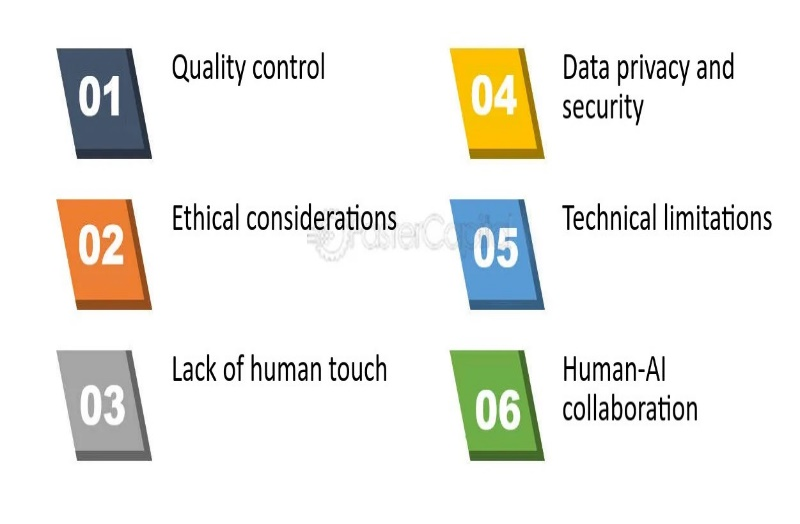 01
Quality control
02
Ethical considerations
03
Lack of human touch
04
Data privacy and
security
05
Technical limitations
06
Human-AI
collaboration